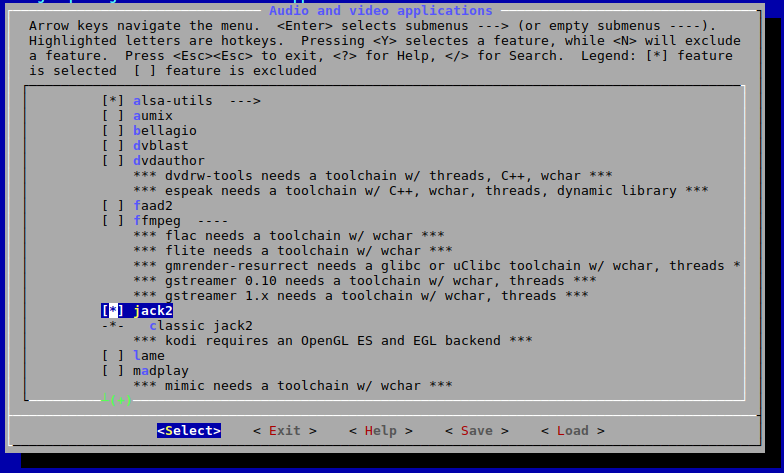 Audio and video applications
Arrow keys navigate the menu.  <Enter> selects submenus ---> (or empty submenus ----).
Highlighted letters are hotkeys.  Pressing <Y> selectes a feature, while <N> will exclude
a feature.  Press <Esc><Esc> to exit, <?> for Help, </> for Search.  Legend: [*] feature
is selected  [ ] feature is excluded
[*] alsa-utils  --->
[ ] aumix
[ ] bellagio
[ ] dvblast
[ ] dvdauthor
*** dvdrw-tools needs a toolchain w/ threads, C++, wchar ***
*** espeak needs a toolchain w/ C++, wchar, threads, dynamic library ***
[ ] faad2
[ ] ffmpeg  ----
*** flac needs a toolchain w/ wchar ***
*** flite needs a toolchain w/ wchar ***
*** gmrender-resurrect needs a glibc or uClibc toolchain w/ wchar, threads *
*** gstreamer 0.10 needs a toolchain w/ wchar, threads ***
*** gstreamer 1.x needs a toolchain w/ wchar, threads ***
[*] jack2
-*-   classic jack2
*** kodi requires an OpenGL ES and EGL backend ***
[ ] lame
[ ] madplay
*** mimic needs a toolchain w/ wchar ***
(+)
<Select>    < Exit >    < Help >    < Save >    < Load >